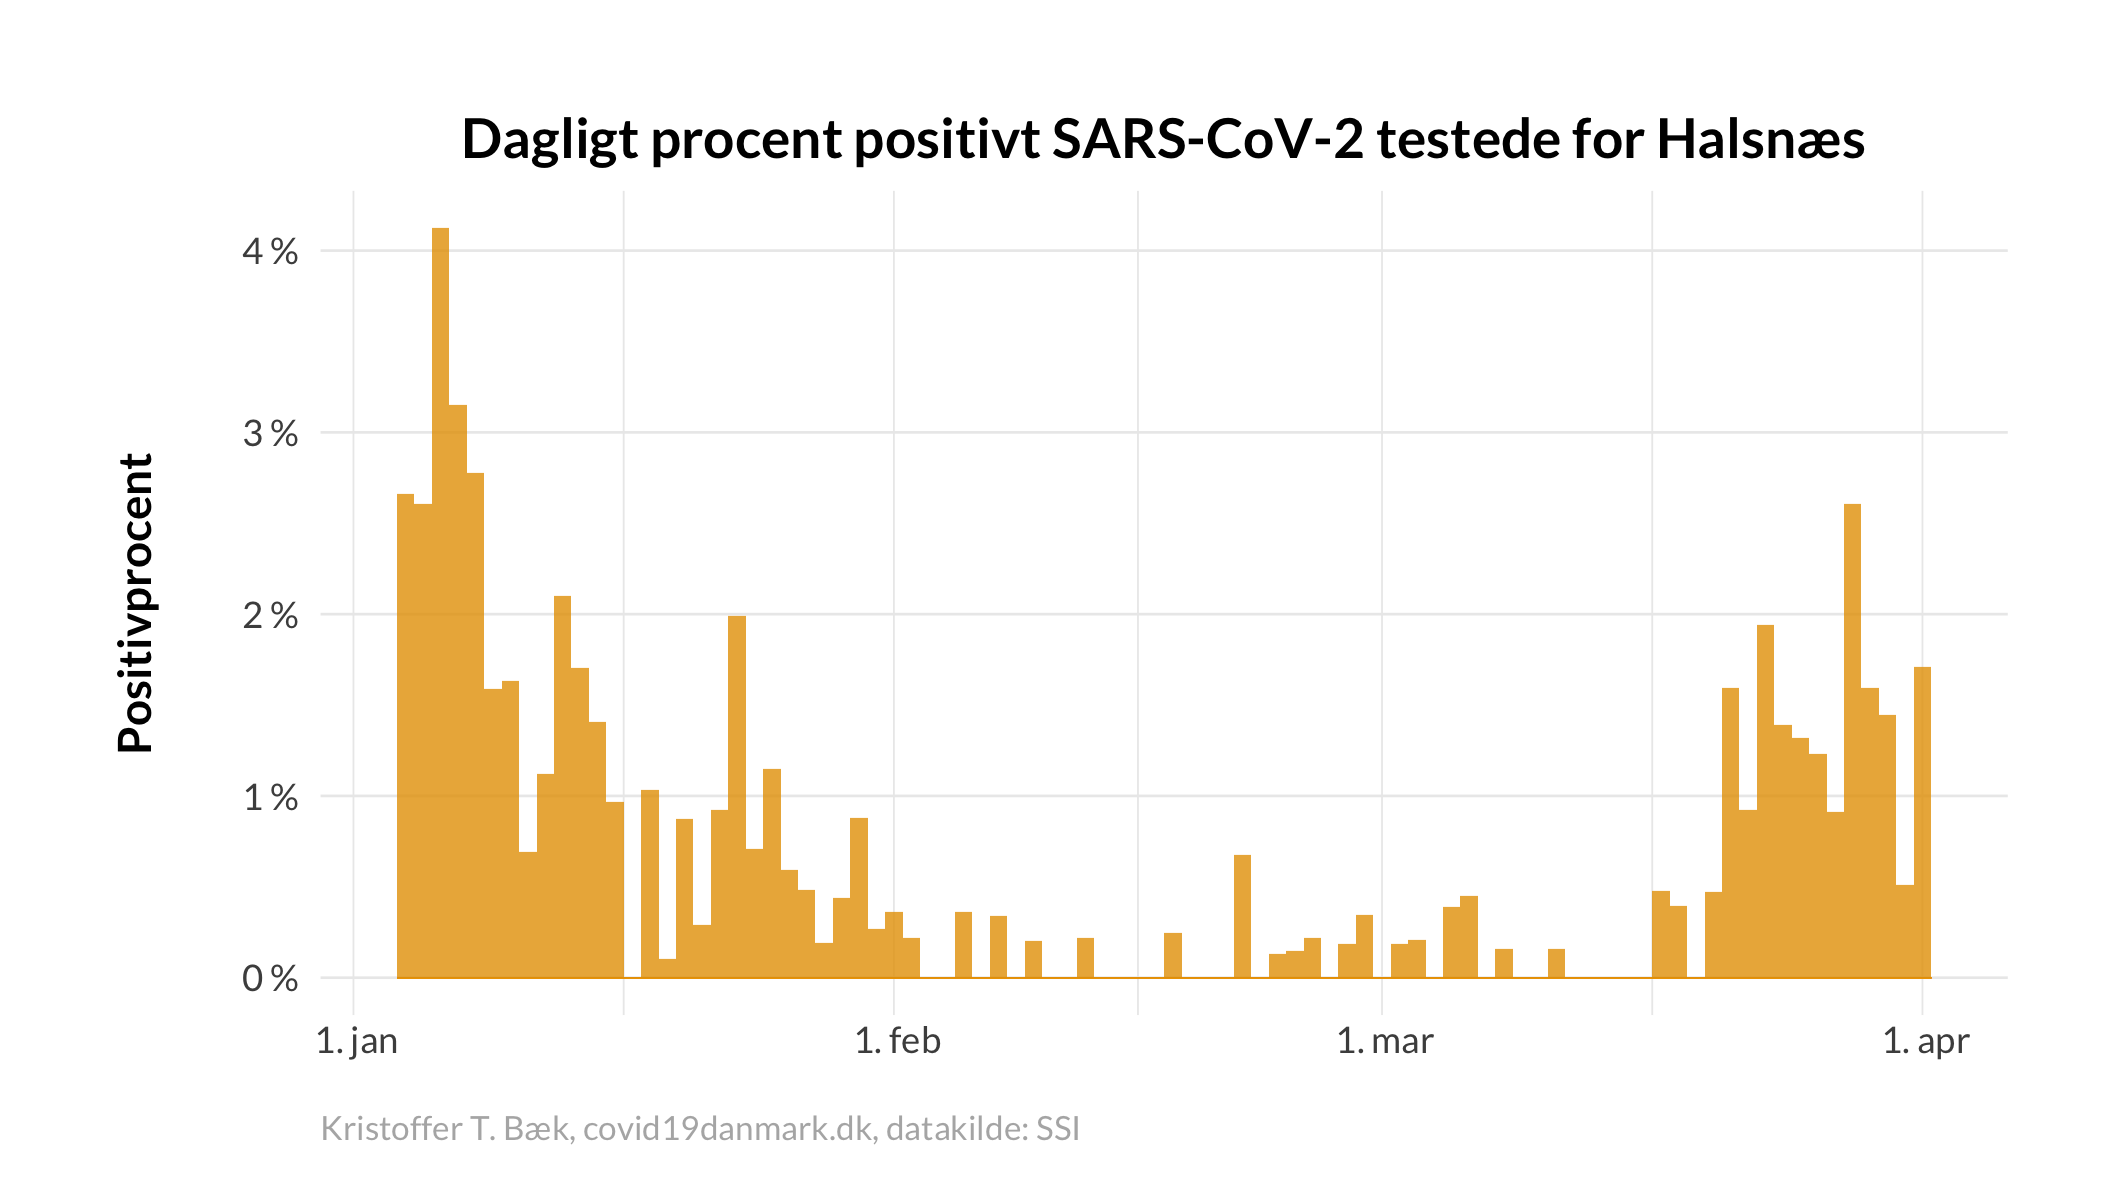 Dagligt procent positivt SARS-CoV-2 testede for Halsnæs
Positivprocent
4 %
3 %
2 %
1 %
0 %
1. jan
1. feb
1. mar
1. apr
Kristoffer T. Bæk, covid19danmark.dk, datakilde: SSI